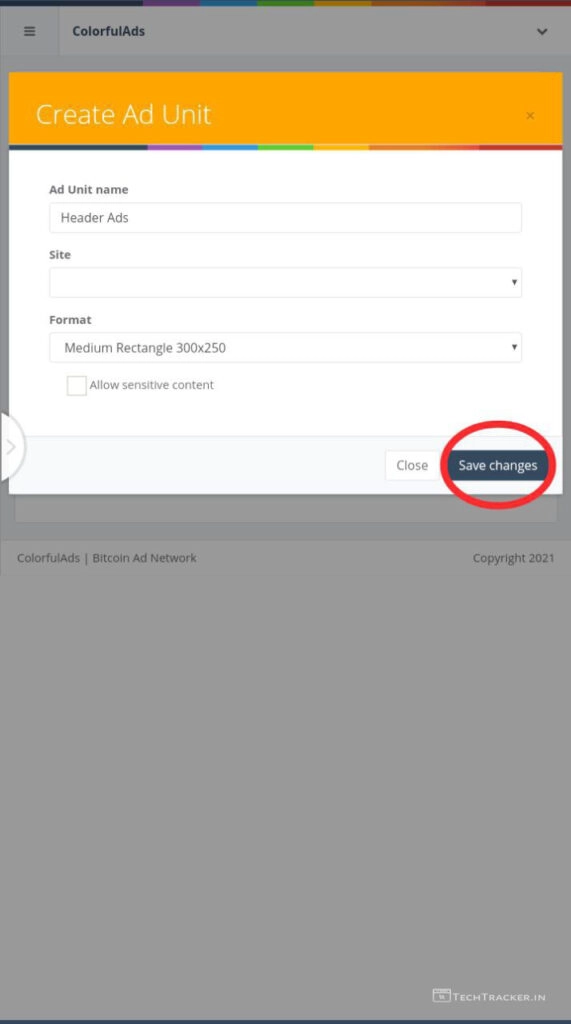 ColorfulAds
Create Ad Unit
×
Ad Unit name
Header Ads
Site
Format
Medium Rectangle 300x250
Allow sensitive content
Close
Save changes
ColorfulAds | Bitcoin Ad Network
Copyright 2021
TechTracker.in